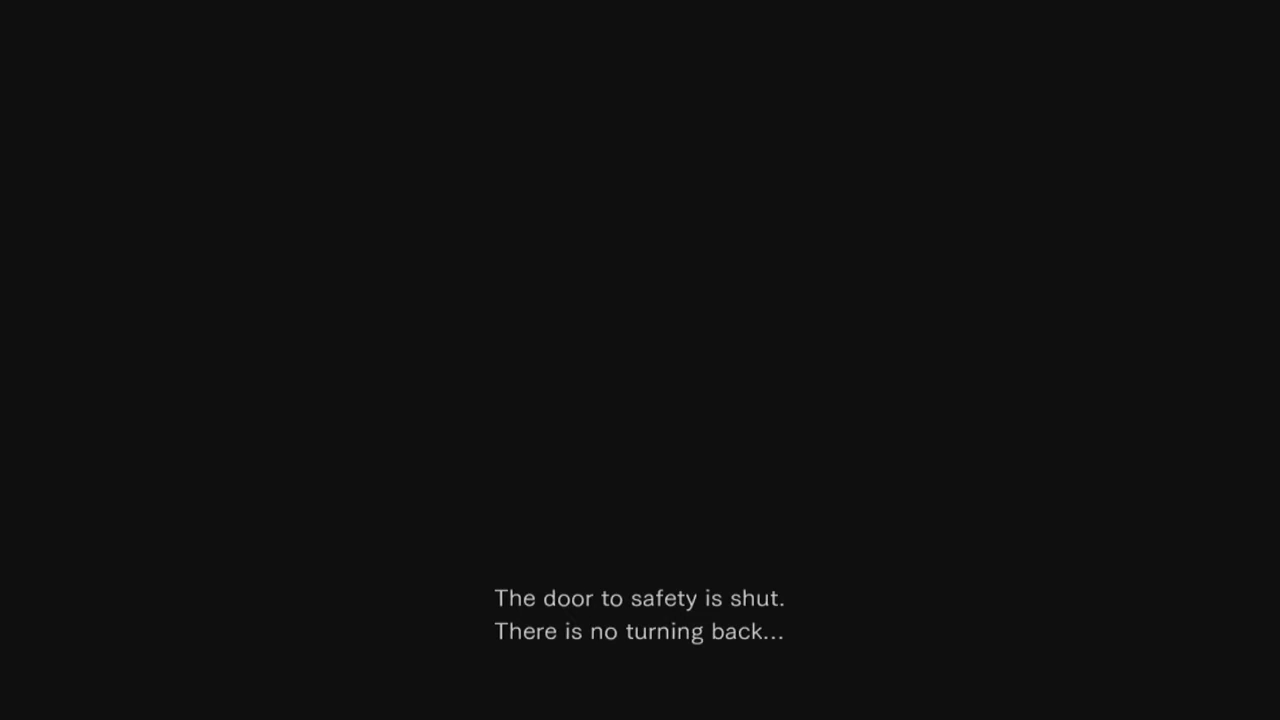 The door to safety is shut.
There is no turning back...